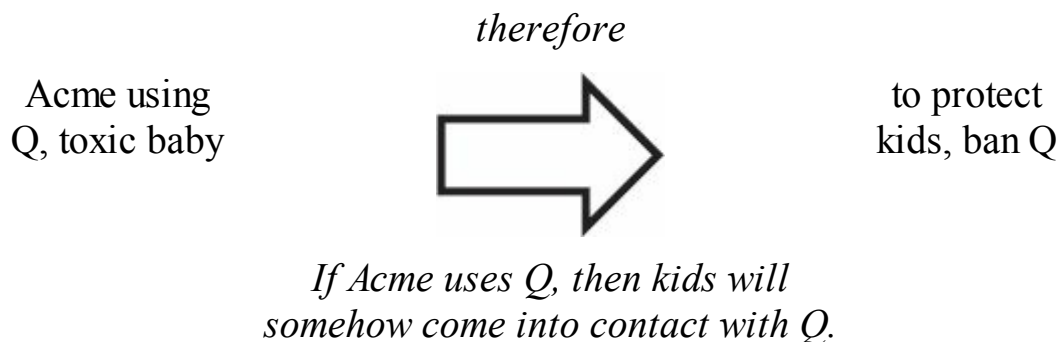 therefore
Acme using
Q, toxic baby
to protect
kids, ban Q
If Acme uses Q, then kids will
somehow come into contact with Q.